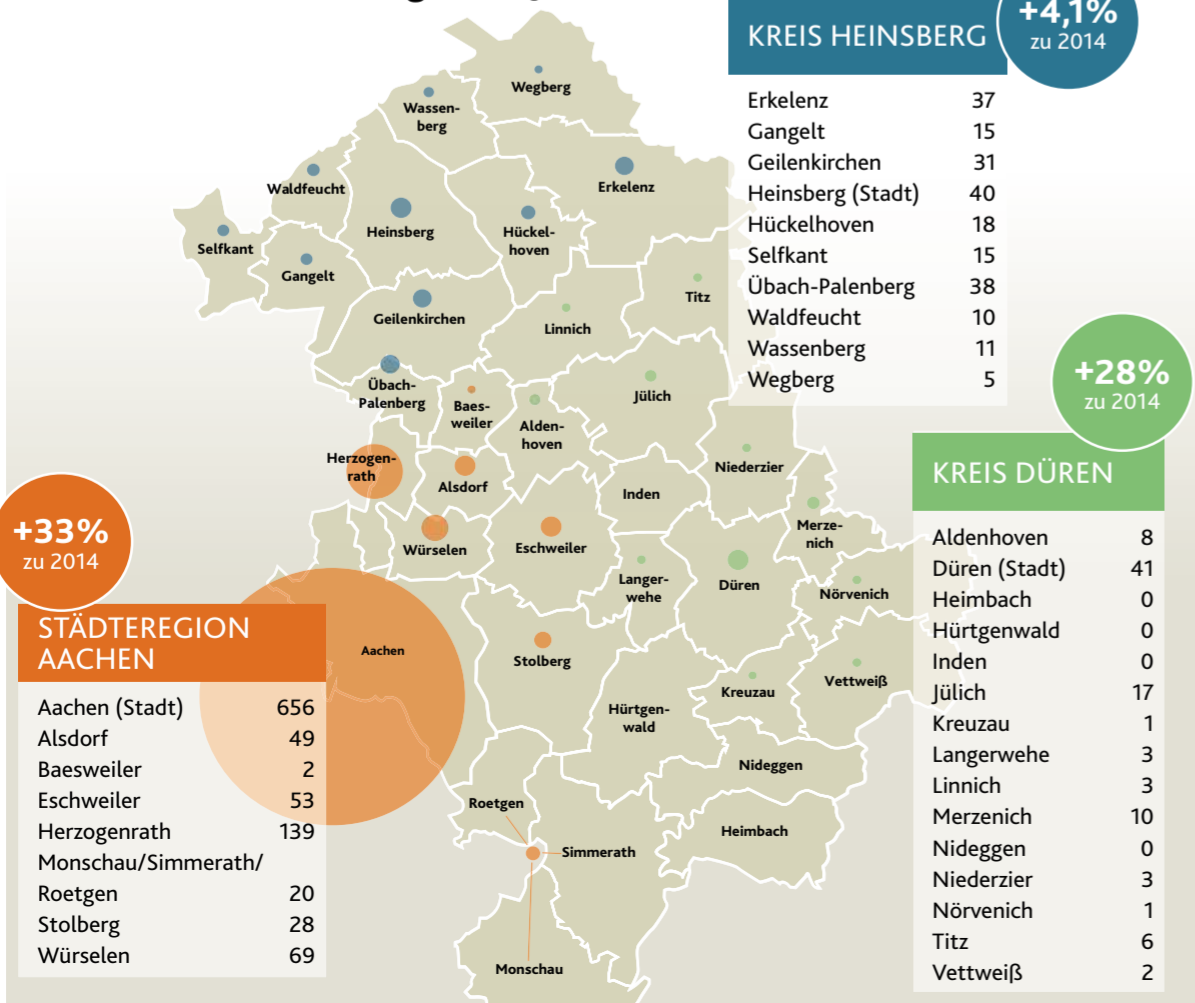 KREIS HEINSBERG
+4,1%
zu 2014
Erkelenz 37
Gangelt 15
Geilenkirchen 31
Heinsberg (Stadt) 40
Hückelhoven 18
Selfkant 15
Übach-Palenberg 38
Waldfeucht 10
Wassenberg 11
Wegberg 5
Wegberg
Wassen-
berg
Waldfeucht
Erkelenz
Heinsberg
Hückel-
hoven
Selfkant
Gangelt
Titz
Geilenkirchen
Linnich
Übach-
Palenberg
Baes-
weiler
Jülich
Alden-
hoven
Herzogen-
rath
Alsdorf
Niederzier
Inden
Würselen
Eschweiler
Merze-
nich
Langer-
wehe
Düren
Nörvenich
Aachen
Stolberg
Kreuzau
Vettweiß
Hürtgen-
wald
Nideggen
Roetgen
Heimbach
Simmerath
Monschau
+28%
zu 2014
KREIS DÜREN
Aldenhoven 8
Düren (Stadt) 41
Heimbach 0
Hürtgenwald 0
Inden 0
Jülich 17
Kreuzau 1
Langerwehe 3
Linnich 3
Merzenich 10
Nideggen 0
Niederzier 3
Nörvenich 1
Titz 6
Vettweiß 2
+33%
zu 2014
STÄDTEREGION
AACHEN
Aachen (Stadt) 656
Alsdorf 49
Baesweiler 2
Eschweiler 53
Herzogenrath 139
Monschau/Simmerath/
Roetgen 20
Stolberg 28
Würselen 69